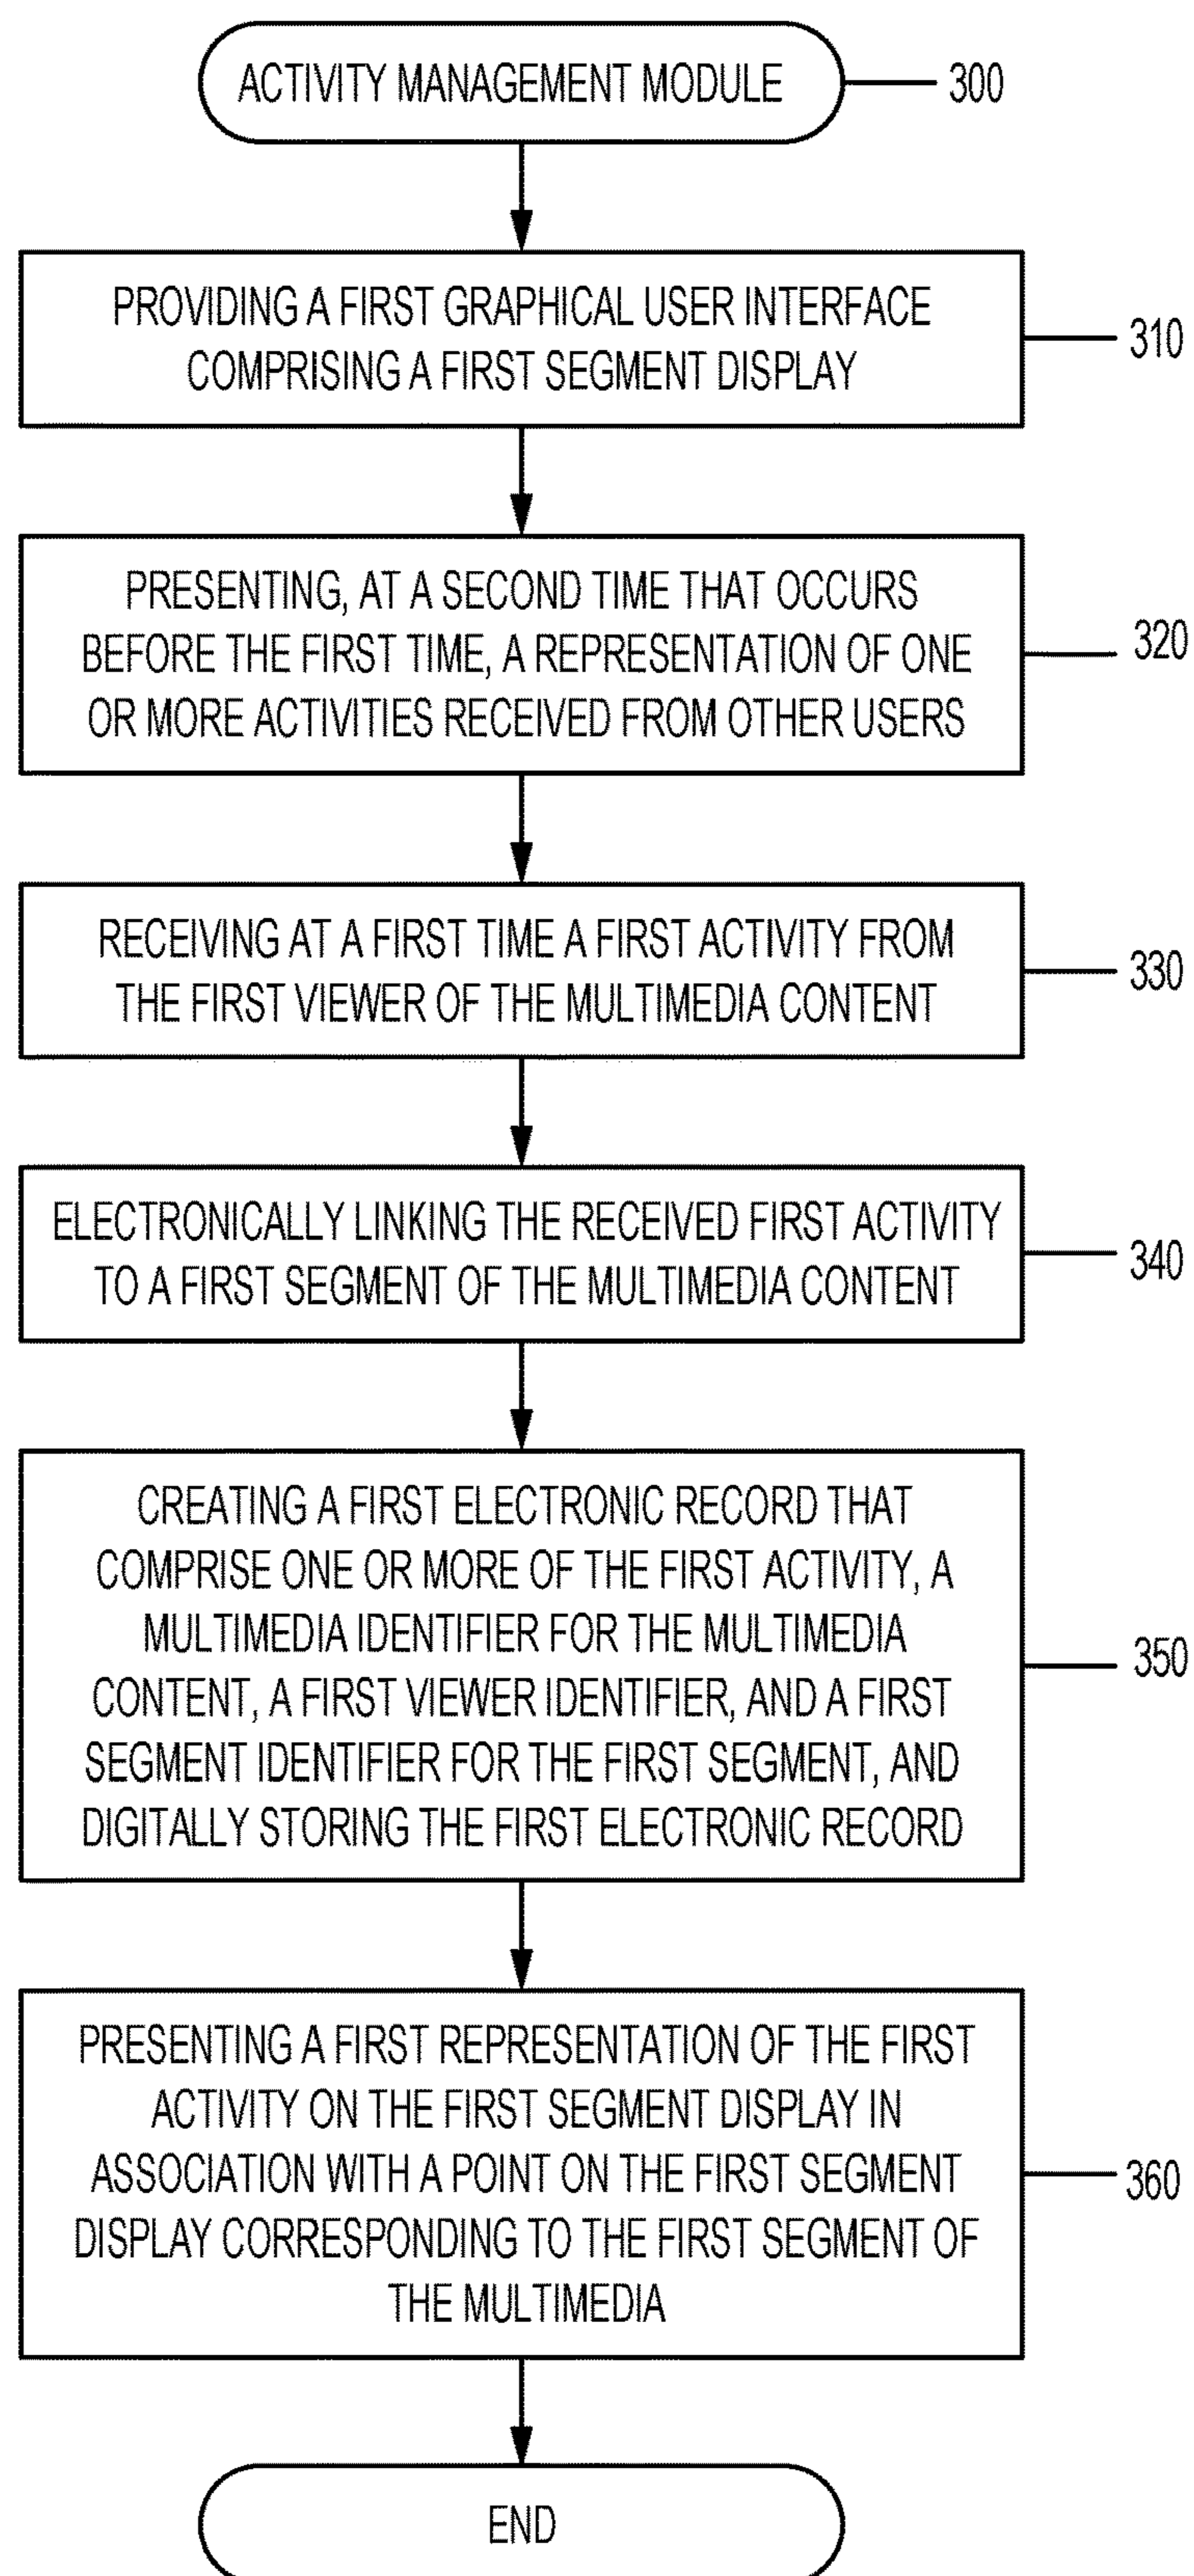 ACTIVITY MANAGEMENT MODULE
300
PROVIDING A FIRST GRAPHICAL USER INTERFACE
COMPRISING A FIRST SEGMENT DISPLAY
310
PRESENTING, AT A SECOND TIME THAT OCCURS
BEFORE THE FIRST TIME, A REPRESENTATION OF ONE
OR MORE ACTIVITIES RECEIVED FROM OTHER USERS
320
RECEIVING AT A FIRST TIME A FIRST ACTIVITY FROM
THE FIRST VIEWER OF THE MULTIMEDIA CONTENT
330
ELECTRONICALLY LINKING THE RECEIVED FIRST ACTIVITY
TO A FIRST SEGMENT OF THE MULTIMEDIA CONTENT
340
CREATING A FIRST ELECTRONIC RECORD THAT
COMPRISE ONE OR MORE OF THE FIRST ACTIVITY, A
MULTIMEDIA IDENTIFIER FOR THE MULTIMEDIA
CONTENT, A FIRST VIEWER IDENTIFIER, AND A FIRST
SEGMENT IDENTIFIER FOR THE FIRST SEGMENT, AND
DIGITALLY STORING THE FIRST ELECTRONIC RECORD
350
PRESENTING A FIRST REPRESENTATION OF THE FIRST
ACTIVITY ON THE FIRST SEGMENT DISPLAY IN
ASSOCIATION WITH A POINT ON THE FIRST SEGMENT
DISPLAY CORRESPONDING TO THE FIRST SEGMENT OF
THE MULTIMEDIA
360
END